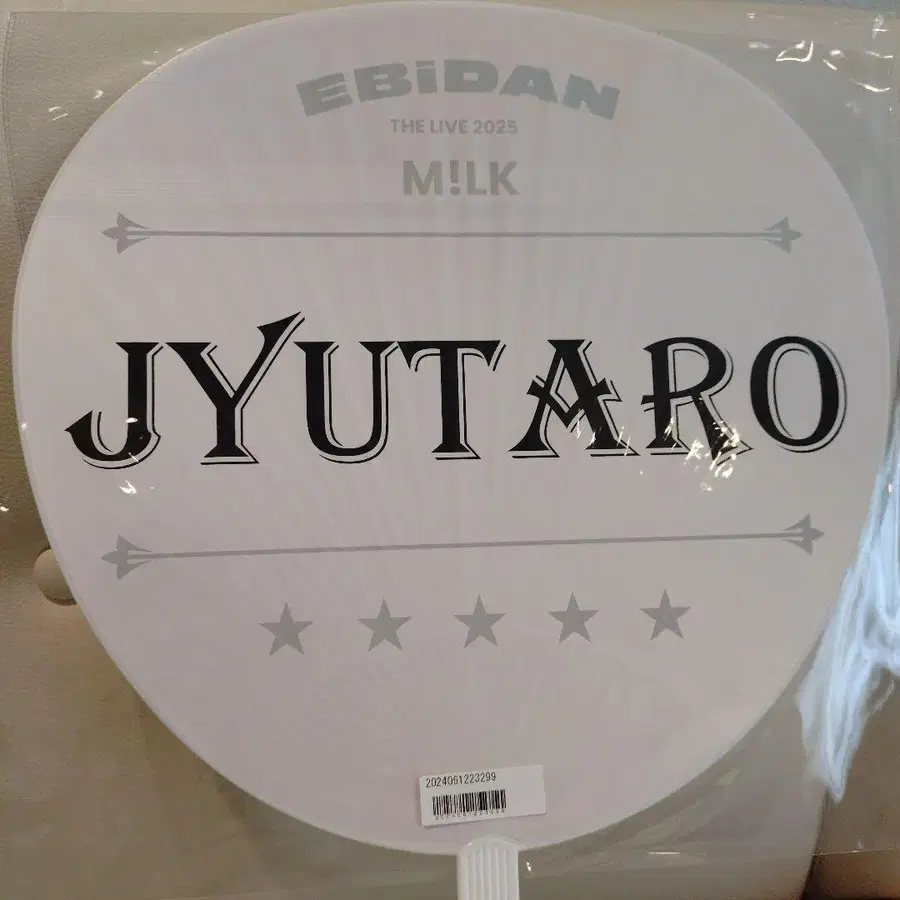 EBiDAN
THE LIVE 2025
M!LK
JYUTARO
2024061223299